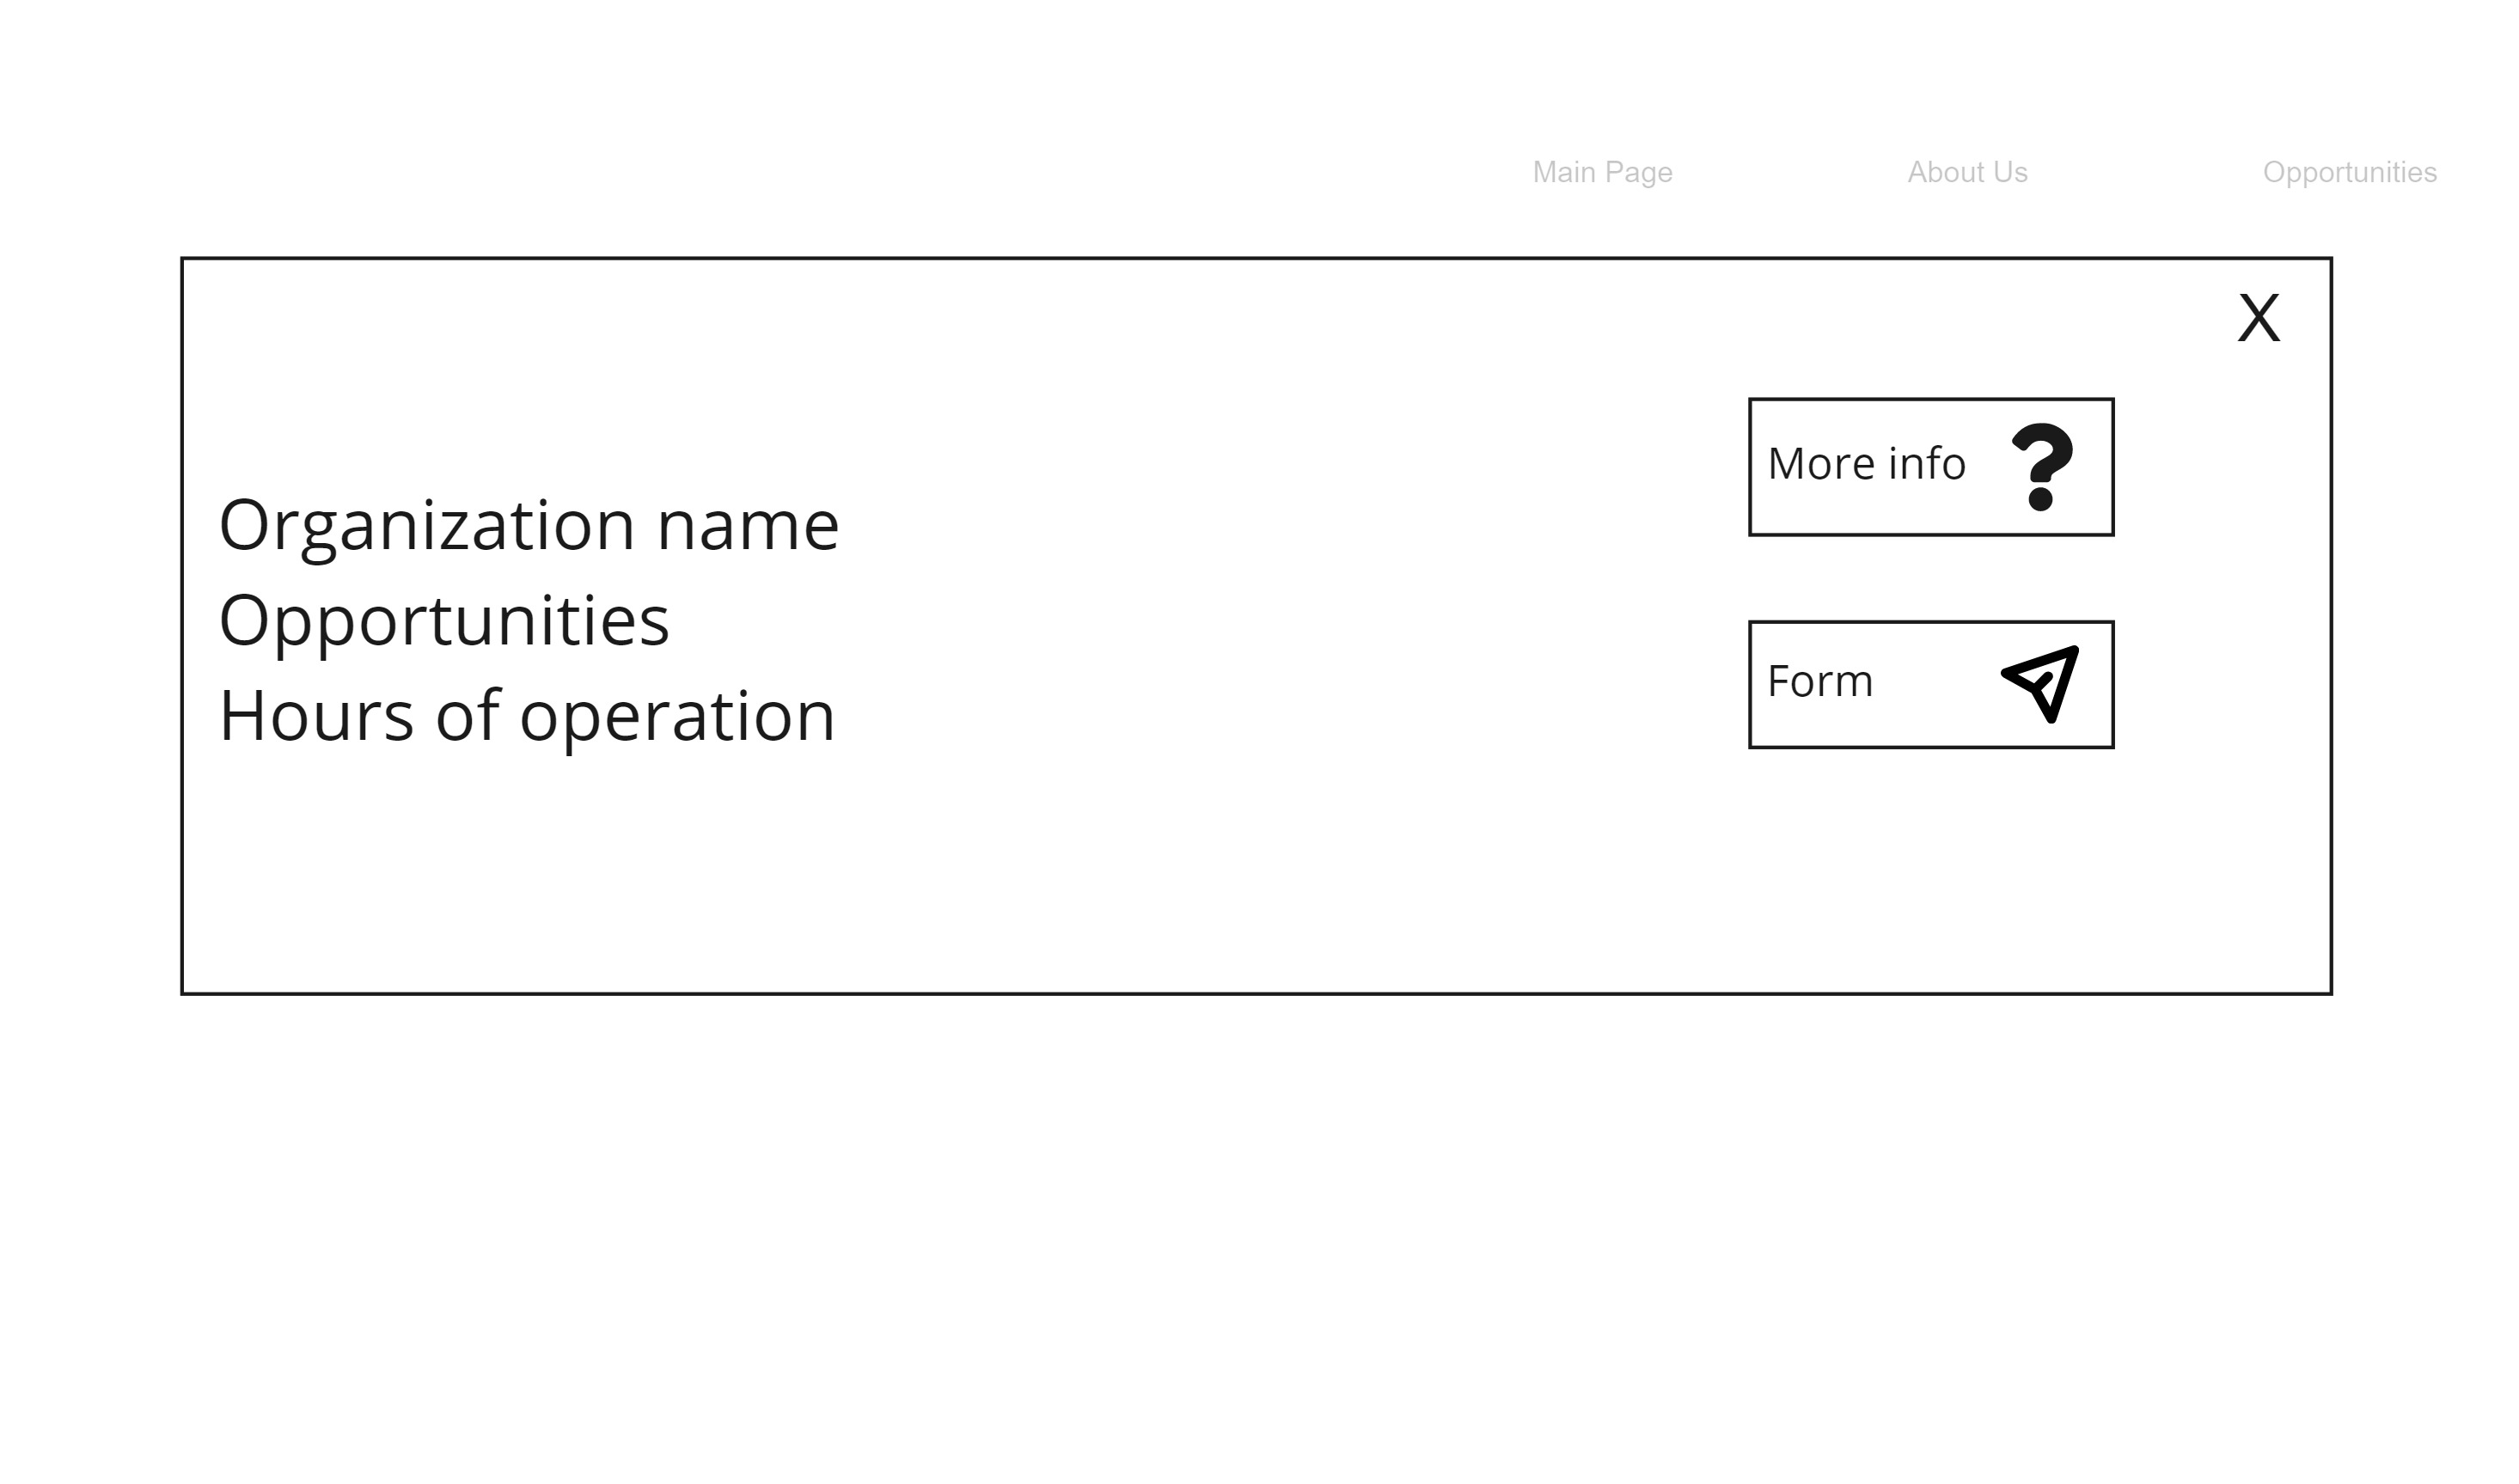 Main Page About Us Opportunities
X
More info ?
Organization name
Opportunities
Hours of operation
Form